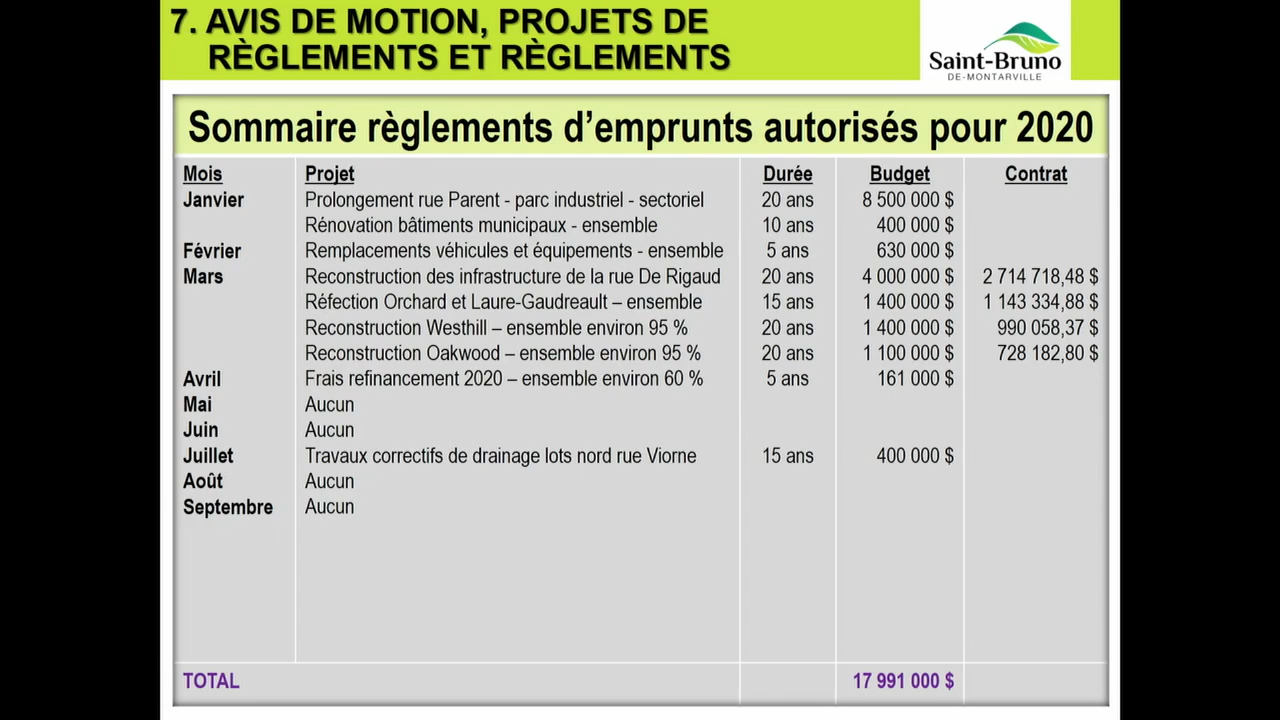 7. AVIS DE MOTION, PROJETS DE
RÈGLEMENTS ET RÈGLEMENTS
Saint-Bruno
DE-MONTARVILLE
Sommaire règlements d’emprunts autorisés pour 2020
Mois Projet Durée Budget Contrat
Janvier Prolongement rue Parent - parc industriel - sectoriel 20 ans 8 500 000 $
Rénovation bâtiments municipaux - ensemble 10 ans 400 000 $
Février Remplacements véhicules et équipements - ensemble 5 ans 630 000 $
Mars Reconstruction des infrastructure de la rue De Rigaud 20 ans 4 000 000 $ 2 714 718,48 $
Réfection Orchard et Laure-Gaudreault – ensemble 15 ans 1 400 000 $ 1 143 334,88 $
Reconstruction Westhill – ensemble environ 95 % 20 ans 1 400 000 $ 990 058,37 $
Reconstruction Oakwood – ensemble environ 95 % 20 ans 1 100 000 $ 728 182,80 $
Avril Frais refinancement 2020 – ensemble environ 60 % 5 ans 161 000 $
Mai Aucun
Juin Aucun
Juillet Travaux correctifs de drainage lots nord rue Viorne 15 ans 400 000 $
Août Aucun
Septembre Aucun
TOTAL 17 991 000 $